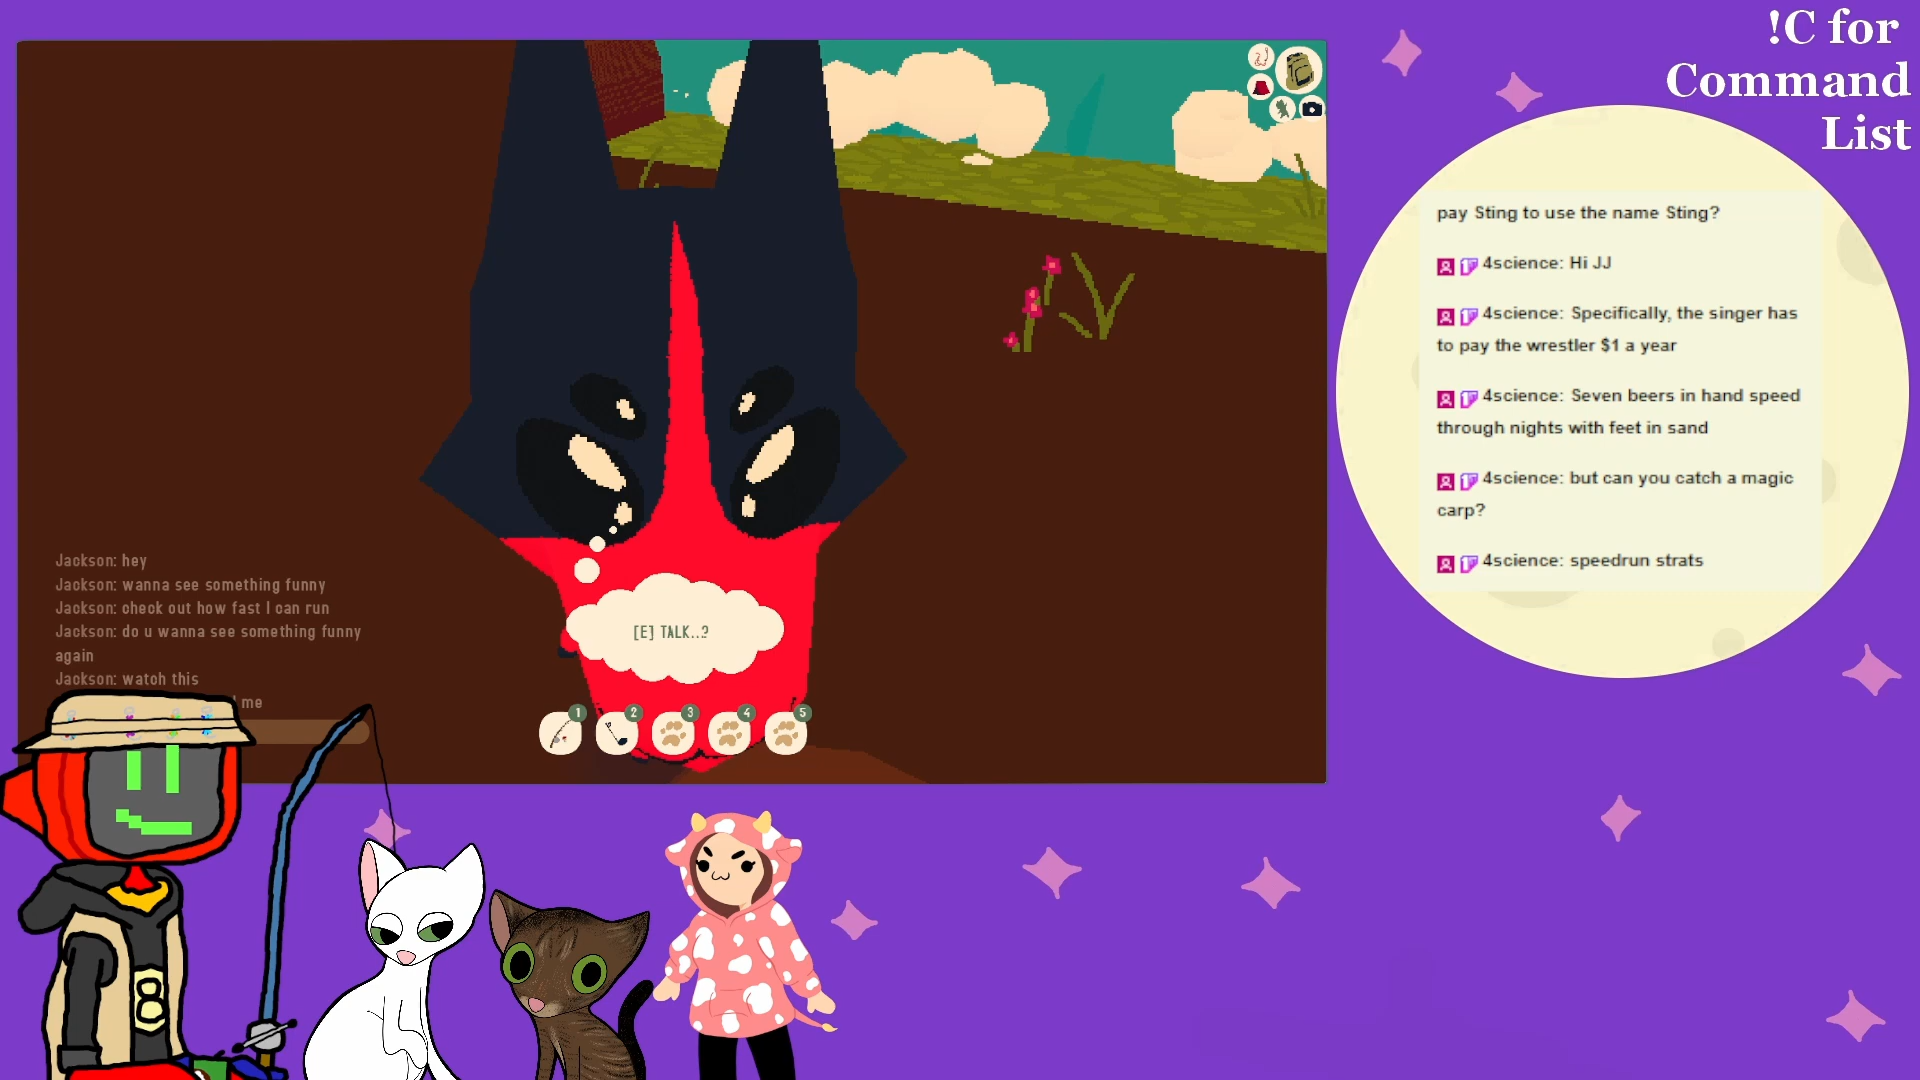 !C for
Command
List
pay Sting to use the name Sting?
4science: Hi JJ
4science: Specifically, the singer has
to pay the wrestler $1 a year
4science: Seven beers in hand speed
through nights with feet in sand
4science: but can you catch a magic
carp?
4science: speedrun strats
Jackson: hey
Jackson: wanna see something funny
Jackson: check out how fast I can run
Jackson: do u wanna see something funny
again
Jackson: watch this
me
[E] TALK..?
1 2 3 4 5
8